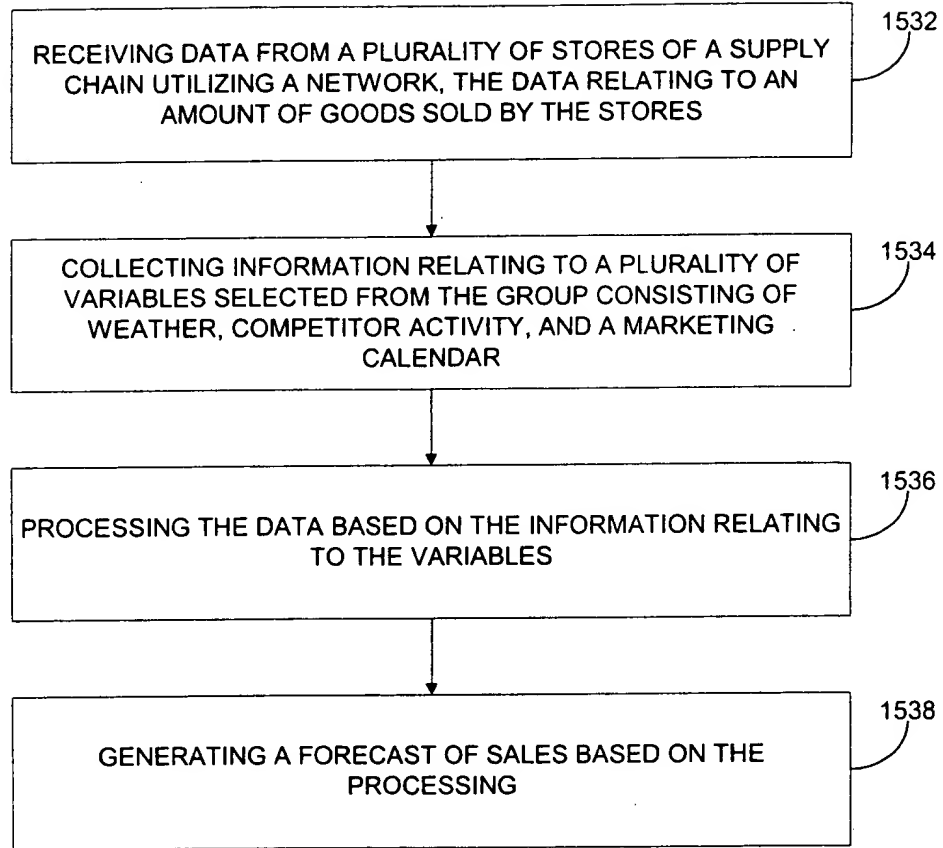 1532
RECEIVING DATA FROM A PLURALITY OF STORES OF A SUPPLY
CHAIN UTILIZING A NETWORK, THE DATA RELATING TO AN
AMOUNT OF GOODS SOLD BY THE STORES
1534
COLLECTING INFORMATION RELATING TO A PLURALITY OF
VARIABLES SELECTED FROM THE GROUP CONSISTING OF
WEATHER, COMPETITOR ACTIVITY, AND A MARKETING
CALENDAR
1536
PROCESSING THE DATA BASED ON THE INFORMATION RELATING
TO THE VARIABLES
1538
GENERATING A FORECAST OF SALES BASED ON THE
PROCESSING